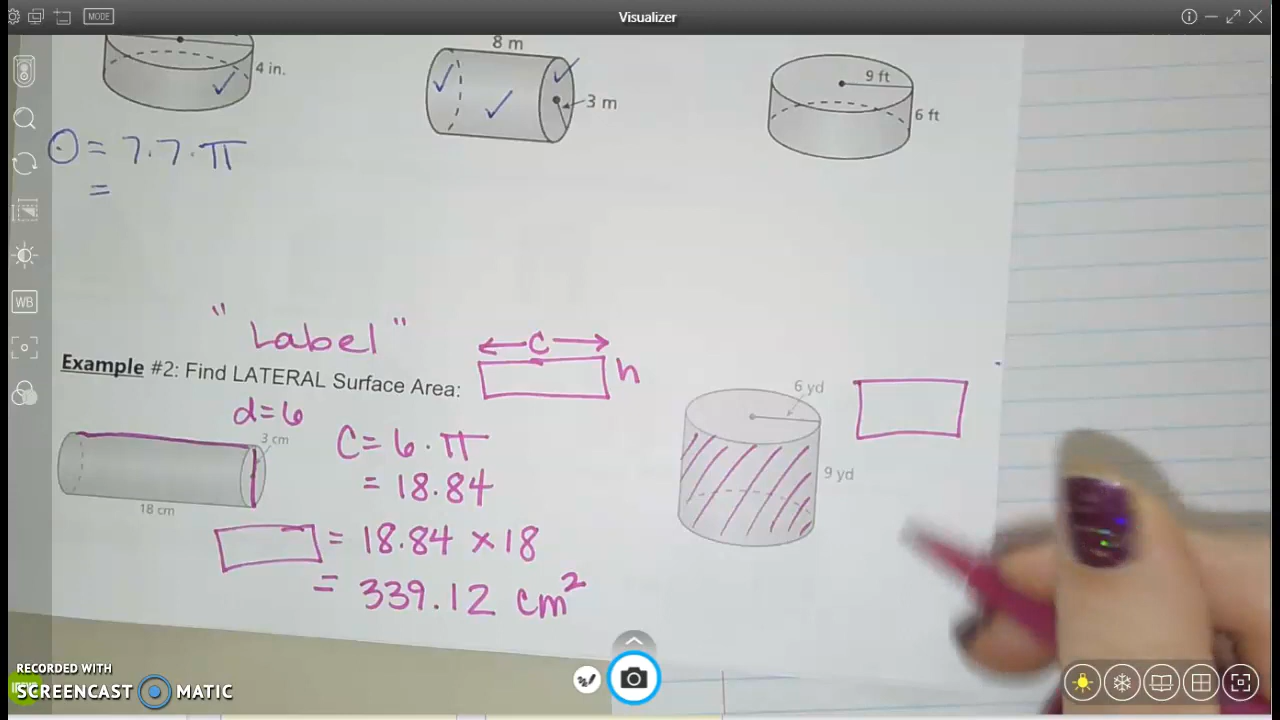 MODE
Visualizer
4 in.
8 m
3 m
9 ft
6 ft
⊙ = 7.7.π
=
"Label"
Example #2: Find LATERAL Surface Area:
C
h
d=6
3 cm
18 cm
C = 6 · π
= 18.84
= 18.84 × 18
= 339.12 cm²
6 yd
9 yd
WB
RECORDED WITH
SCREENCAST MATIC